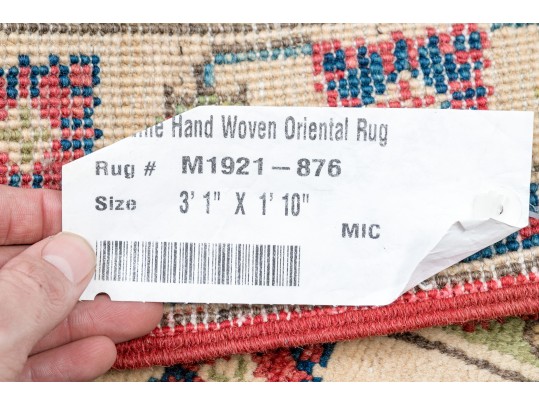 Hand Woven Oriental Rug
Rug # M1921-876
Size 3' 1" X 1' 10"
MIC